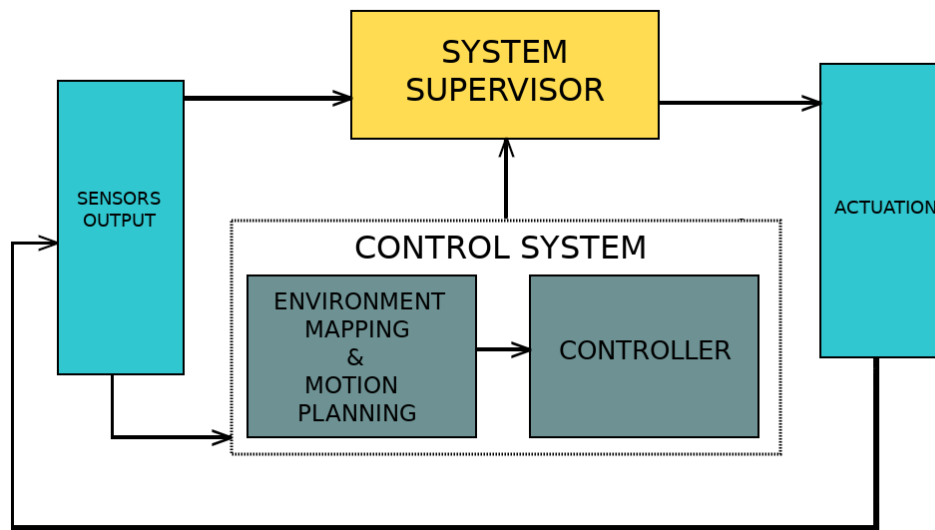 SYSTEM
SUPERVISOR
SENSORS
OUTPUT
ACTUATION
CONTROL SYSTEM
ENVIRONMENT
MAPPING
&
MOTION
PLANNING
CONTROLLER